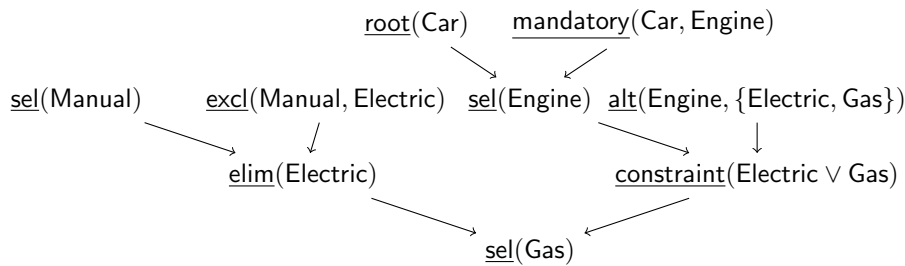 root(Car) mandatory(Car, Engine)
sel(Manual) excl(Manual, Electric) sel(Engine) alt(Engine, {Electric, Gas})
elim(Electric) constraint(Electric ∨ Gas)
sel(Gas)